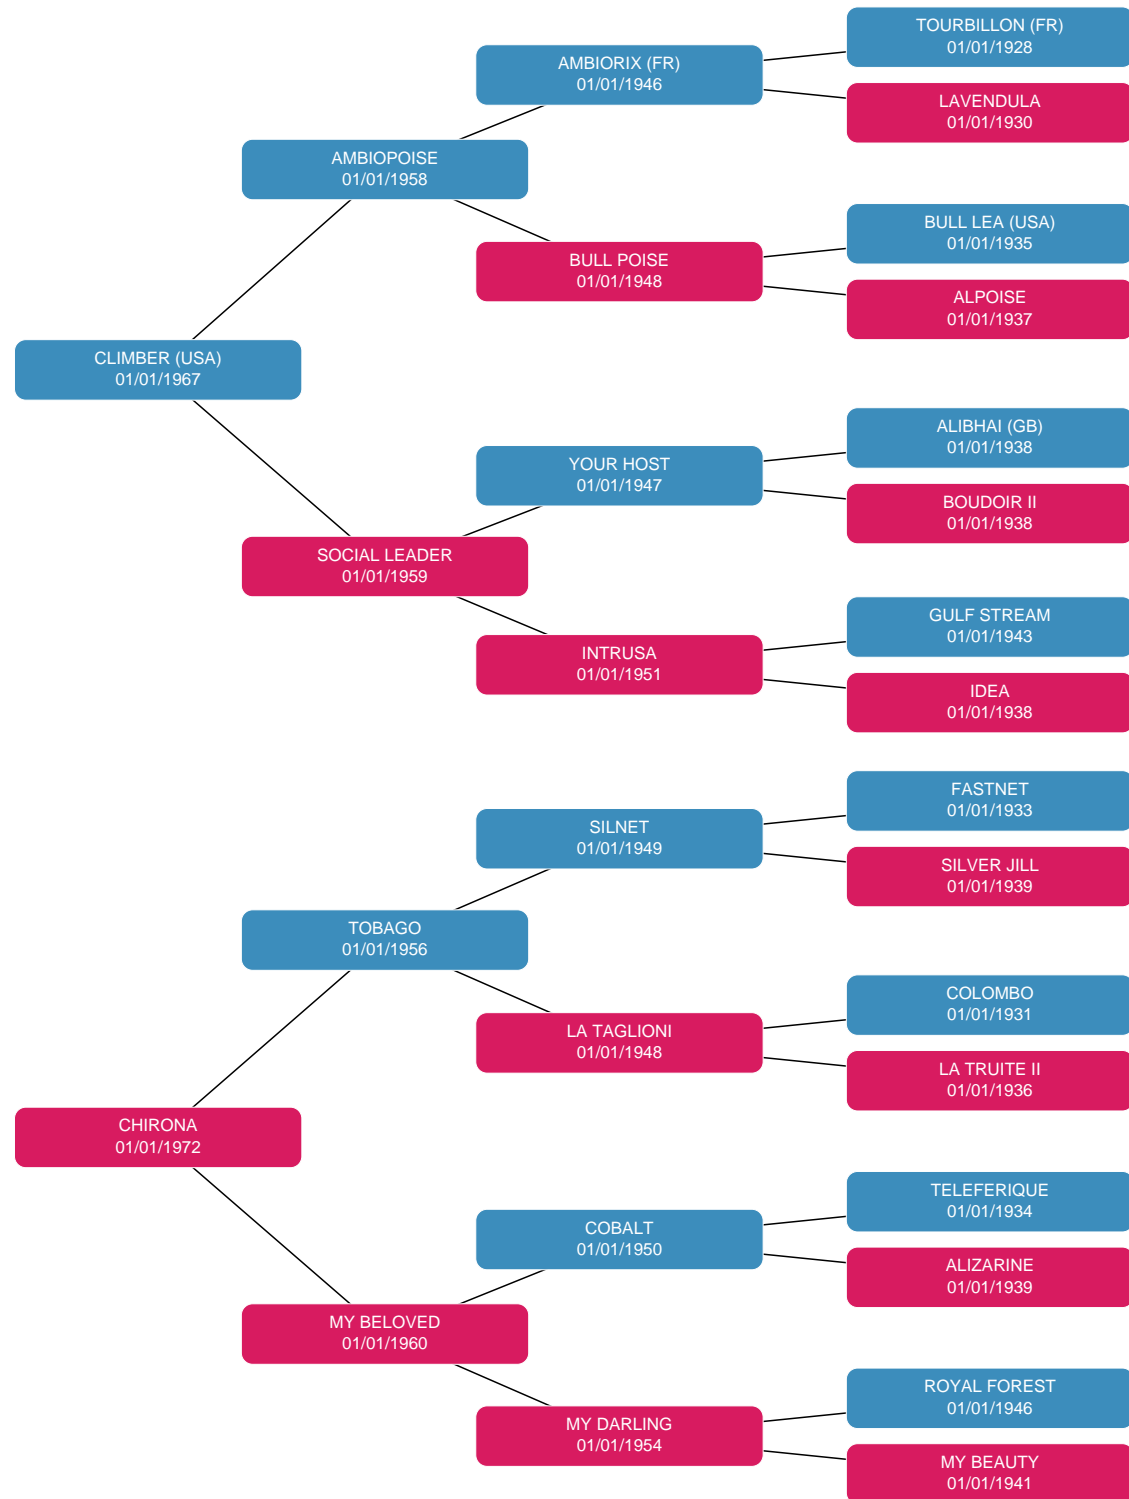 TOURBILLON (FR)
01/01/1928
AMBIORIX (FR)
01/01/1946
LAVENDULA
01/01/1930
AMBIOPOISE
01/01/1958
BULL LEA (USA)
01/01/1935
BULL POISE
01/01/1948
ALPOISE
01/01/1937
CLIMBER (USA)
01/01/1967
ALIBHAI (GB)
01/01/1938
YOUR HOST
01/01/1947
BOUDOIR II
01/01/1938
SOCIAL LEADER
01/01/1959
GULF STREAM
01/01/1943
INTRUSA
01/01/1951
IDEA
01/01/1938
FASTNET
01/01/1933
SILNET
01/01/1949
SILVER JILL
01/01/1939
TOBAGO
01/01/1956
COLOMBO
01/01/1931
LA TAGLIONI
01/01/1948
LA TRUITE II
01/01/1936
CHIRONA
01/01/1972
TELEFERIQUE
01/01/1934
COBALT
01/01/1950
ALIZARINE
01/01/1939
MY BELOVED
01/01/1960
ROYAL FOREST
01/01/1946
MY DARLING
01/01/1954
MY BEAUTY
01/01/1941